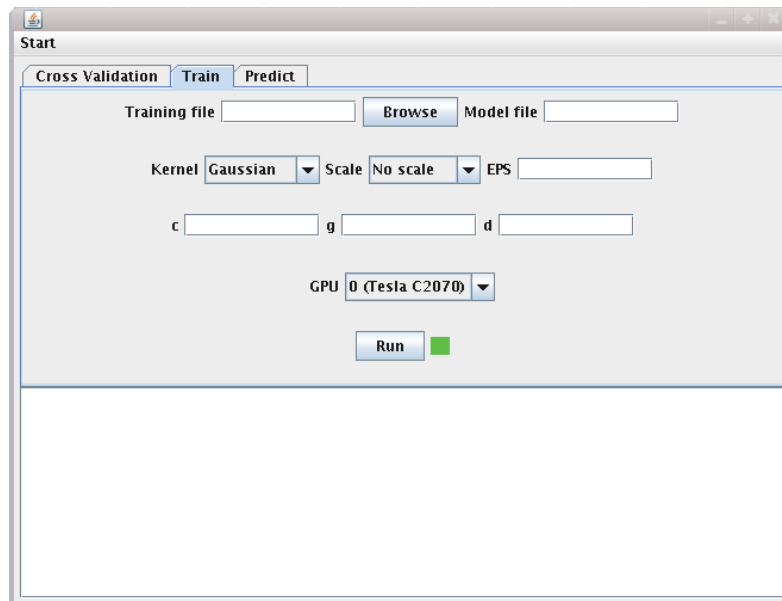 Start
Cross Validation Train Predict
Training file Browse Model file
Kernel Gaussian Scale No scale EPS
c g d
GPU 0 (Tesla C2070)
Run